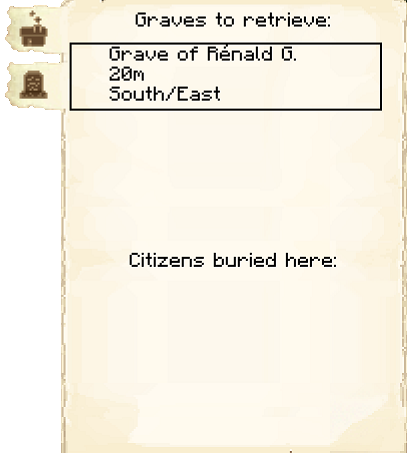 Graves to retrieve:
Grave of Rénald G.
20m
South/East
Citizens buried here: